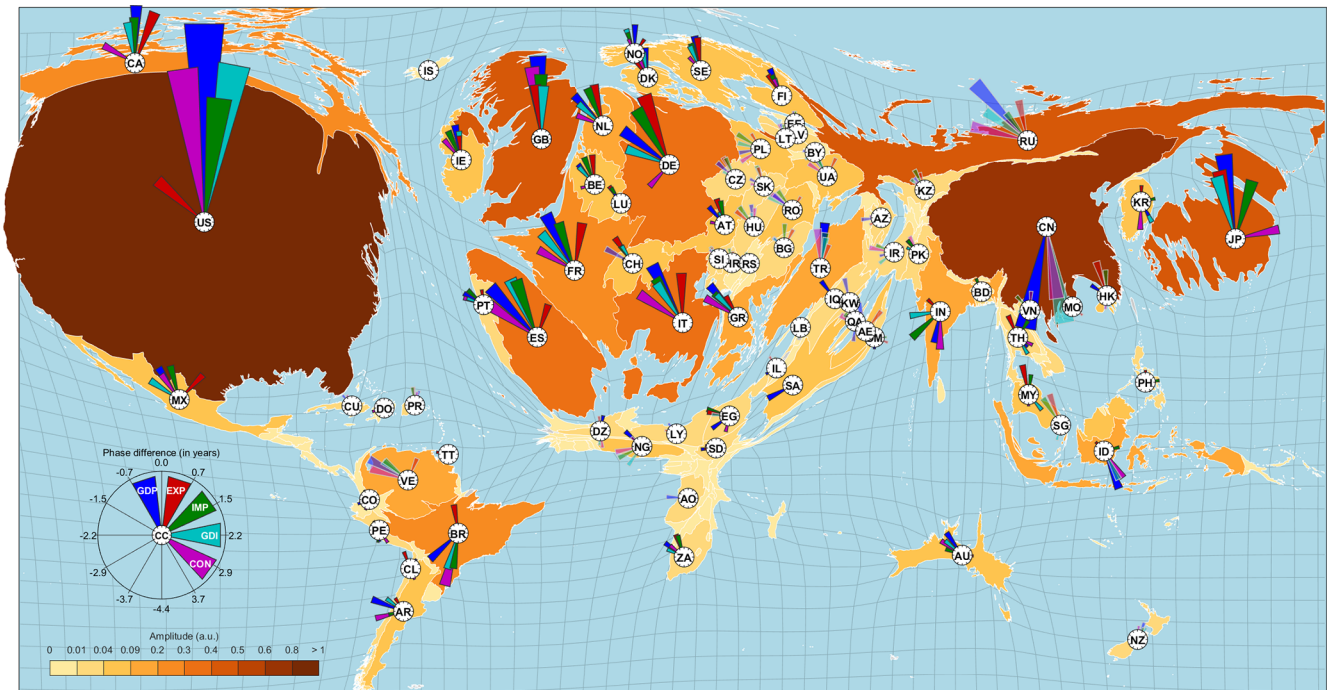 CA
IS
NO
DK
SE
FI
GB
NL
IE
DE
PL
LT
BY
RU
US
BE
LU
CZ
SK
UA
KZ
AT
HU
RO
AZ
KR
CN
JP
FR
CH
SI
RS
BG
TR
IR
PK
PT
ES
IT
GR
IQ
KW
QA
AE
LB
BD
IN
VN
TH
MO
HK
MX
CU
DO
PR
IL
SA
MY
PH
SG
DZ
NG
LY
EG
SD
ID
TT
VE
CO
PE
BR
CL
AR
AO
ZA
AU
NZ
Phase difference (in years)
0.0
-0.7 0.7
-1.5 1.5
-2.2 2.2
-2.9 2.9
-3.7 3.7
-4.4
GDP EXP
IMP
CC GDI
CON
Amplitude (a.u.)
0 0.01 0.04 0.09 0.2 0.3 0.4 0.5 0.6 0.8 > 1